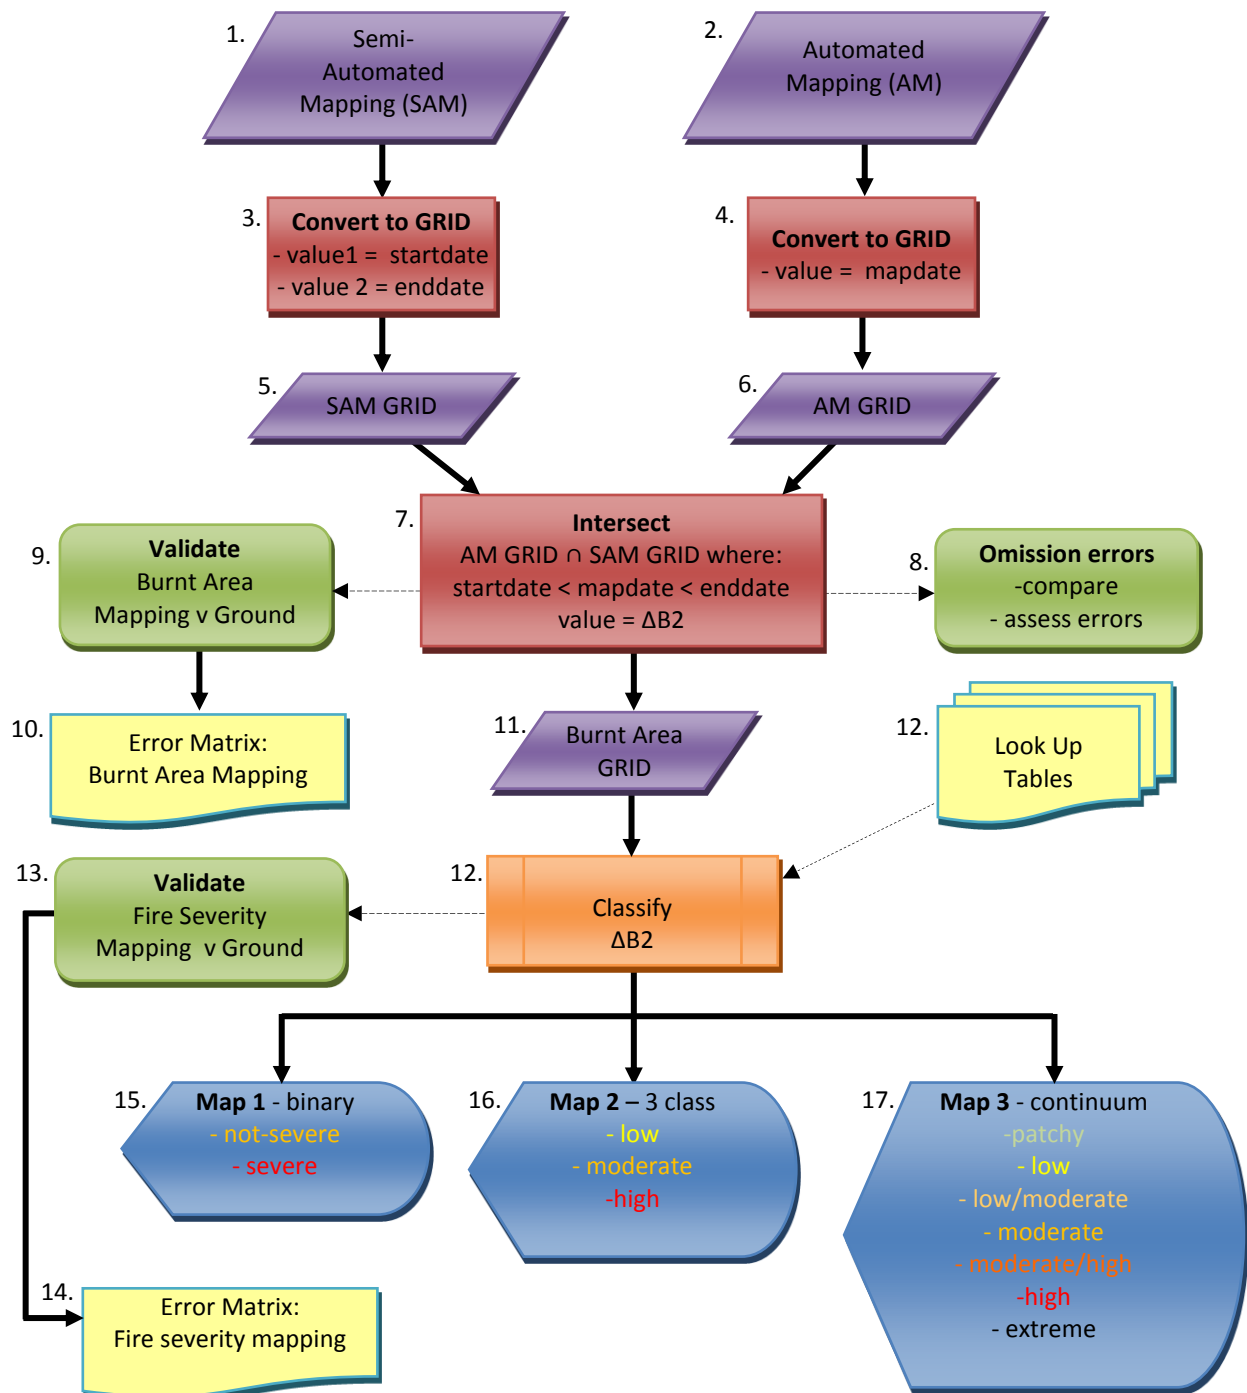 1.
Semi-
Automated
Mapping (SAM)
2.
Automated
Mapping (AM)
3.
Convert to GRID
- value1 = startdate
- value 2 = enddate
4.
Convert to GRID
- value = mapdate
5.
SAM GRID
6.
AM GRID
7.
Intersect
AM GRID ∩ SAM GRID where:
startdate < mapdate < enddate
value = ΔB2
8.
Omission errors
-compare
- assess errors
9.
Validate
Burnt Area
Mapping v Ground
10.
Error Matrix:
Burnt Area Mapping
11.
Burnt Area
GRID
12.
Look Up
Tables
12.
Classify
ΔB2
13.
Validate
Fire Severity
Mapping v Ground
14.
Error Matrix:
Fire severity mapping
15.
Map 1 - binary
- not-severe
- severe
16.
Map 2 – 3 class
- low
- moderate
-high
17.
Map 3 - continuum
-patchy
- low
- low/moderate
- moderate
- moderate/high
-high
- extreme